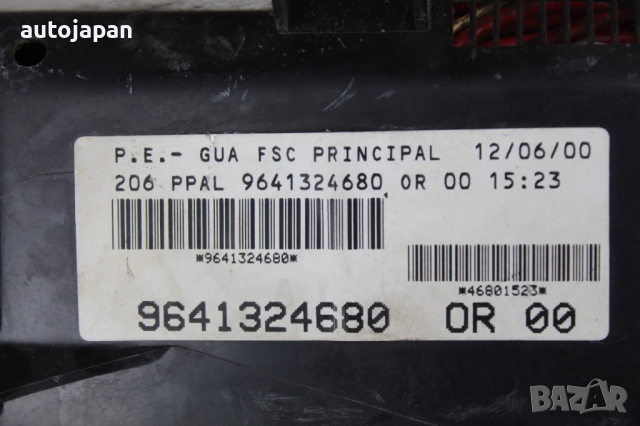 autojapan
P.E.- GUA FSC PRINCIPAL 12/06/00
206 PPAL 9641324680 OR 00 15:23
*9641324680*
*46801523*
9641324680 OR 00
BAZAR